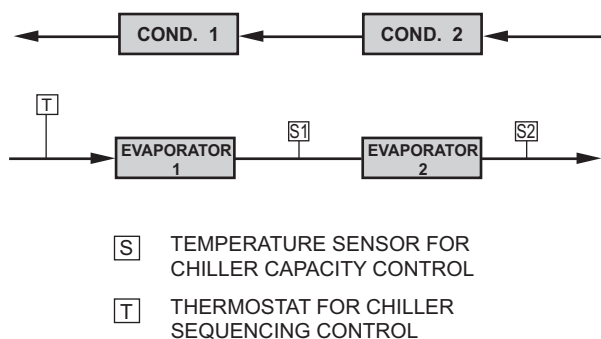 COND. 1
COND. 2
T
S1
S2
EVAPORATOR
1
EVAPORATOR
2
S TEMPERATURE SENSOR FOR
CHILLER CAPACITY CONTROL
T THERMOSTAT FOR CHILLER
SEQUENCING CONTROL